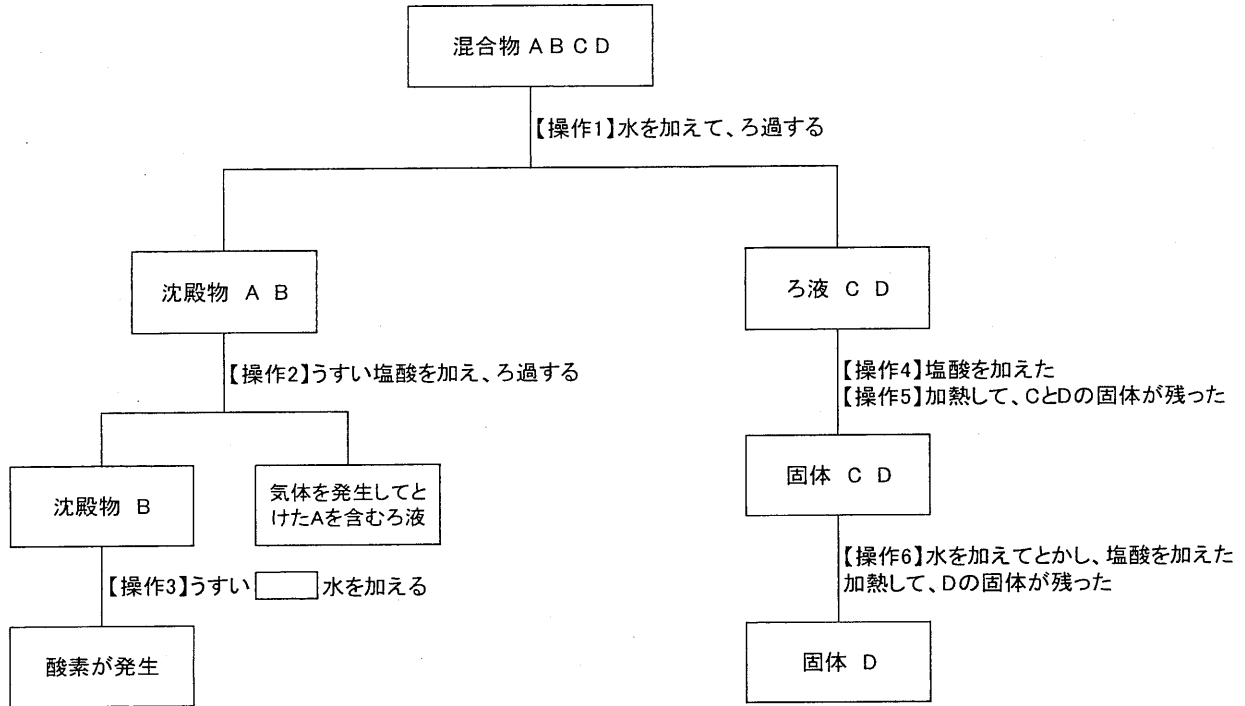 混合物 A B C D
【操作1】水を加えて、ろ過する
沈殿物 A B
ろ液 C D
【操作2】うすい塩酸を加え、ろ過する
【操作4】塩酸を加えた
【操作5】加熱して、CとDの固体が残った
沈殿物 B
気体を発生してと
けたAを含むろ液
固体 C D
【操作3】うすい 水を加える
【操作6】水を加えてとかし、塩酸を加えた
加熱して、Dの固体が残った
酸素が発生
固体 D